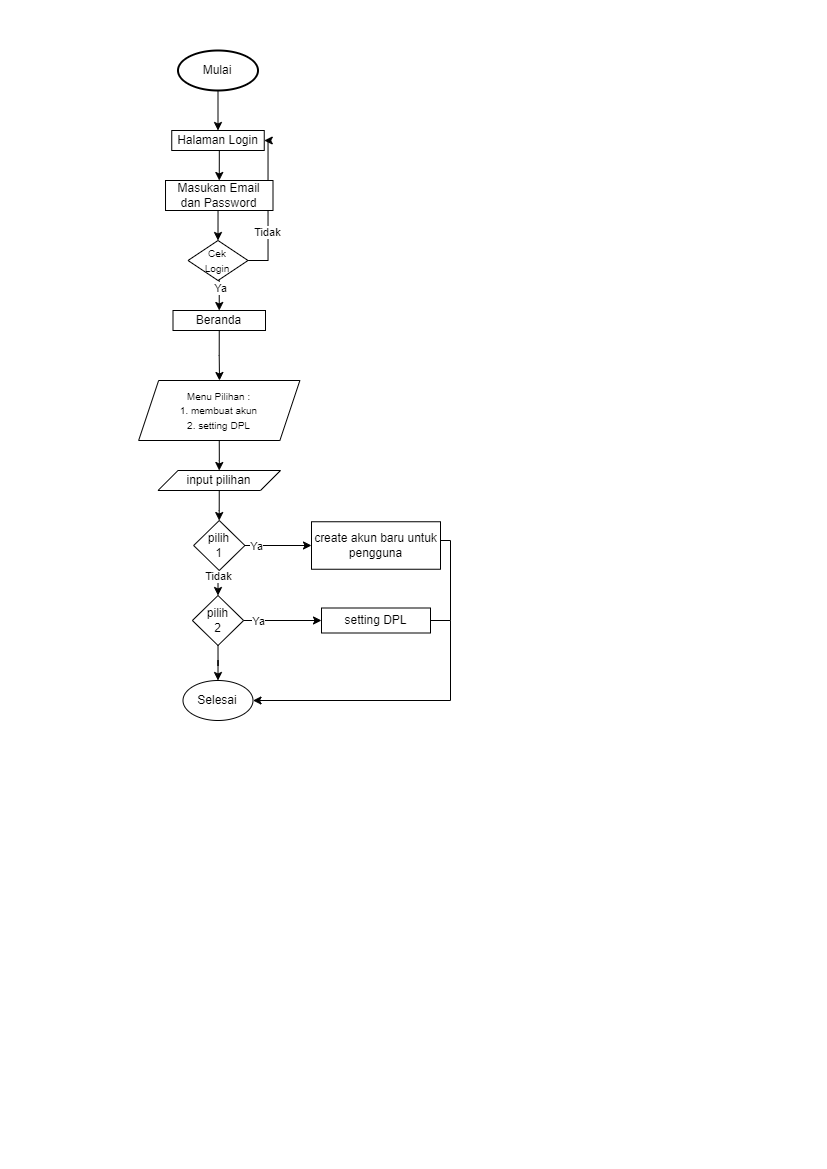 Mulai
Halaman Login
Masukan Email
dan Password
Tidak
Cek
Login
Ya
Beranda
Menu Pilihan :
1. membuat akun
2. setting DPL
input pilihan
pilih
1
Ya
create akun baru untuk
pengguna
Tidak
pilih
2
Ya
setting DPL
Selesai